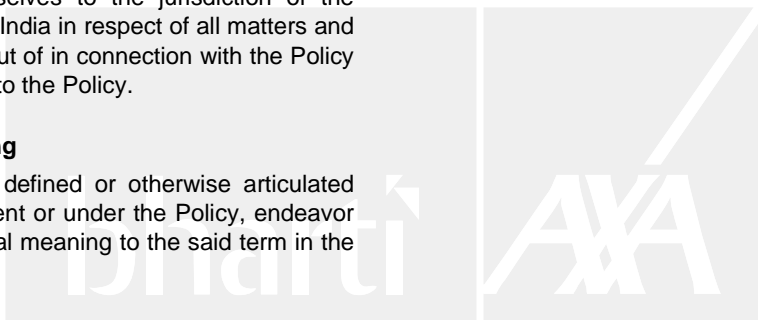 selves to the jurisdiction of the
India in respect of all matters and
ut of in connection with the Policy
to the Policy.
ng
defined or otherwise articulated
ent or under the Policy, endeavor
al meaning to the said term in the
bharti AXA